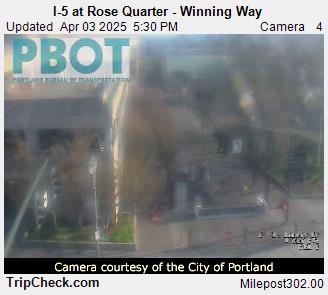 I-5 at Rose Quarter - Winning Way
Updated Apr 03 2025 5:30 PM Camera 4
PBOT
PORTLAND BUREAU OF TRANSPORTATION
Camera courtesy of the City of Portland
TripCheck.com Milepost302.00